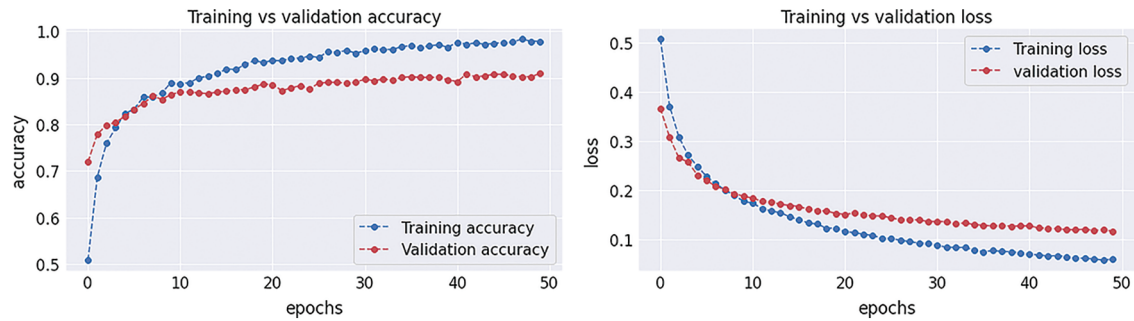 Training vs validation accuracy
1.0
0.9
0.8
0.7
0.6
0.5
accuracy
Training accuracy
Validation accuracy
0 10 20 30 40 50
epochs
Training vs validation loss
0.5
0.4
0.3
0.2
0.1
loss
Training loss
validation loss
0 10 20 30 40 50
epochs